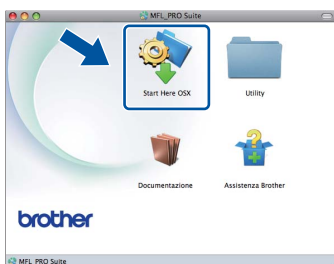 MFL_PRO Suite
Start Here OSX
Utility
Documentazione
Assistenza Brother
brother
MFL_PRO Suite